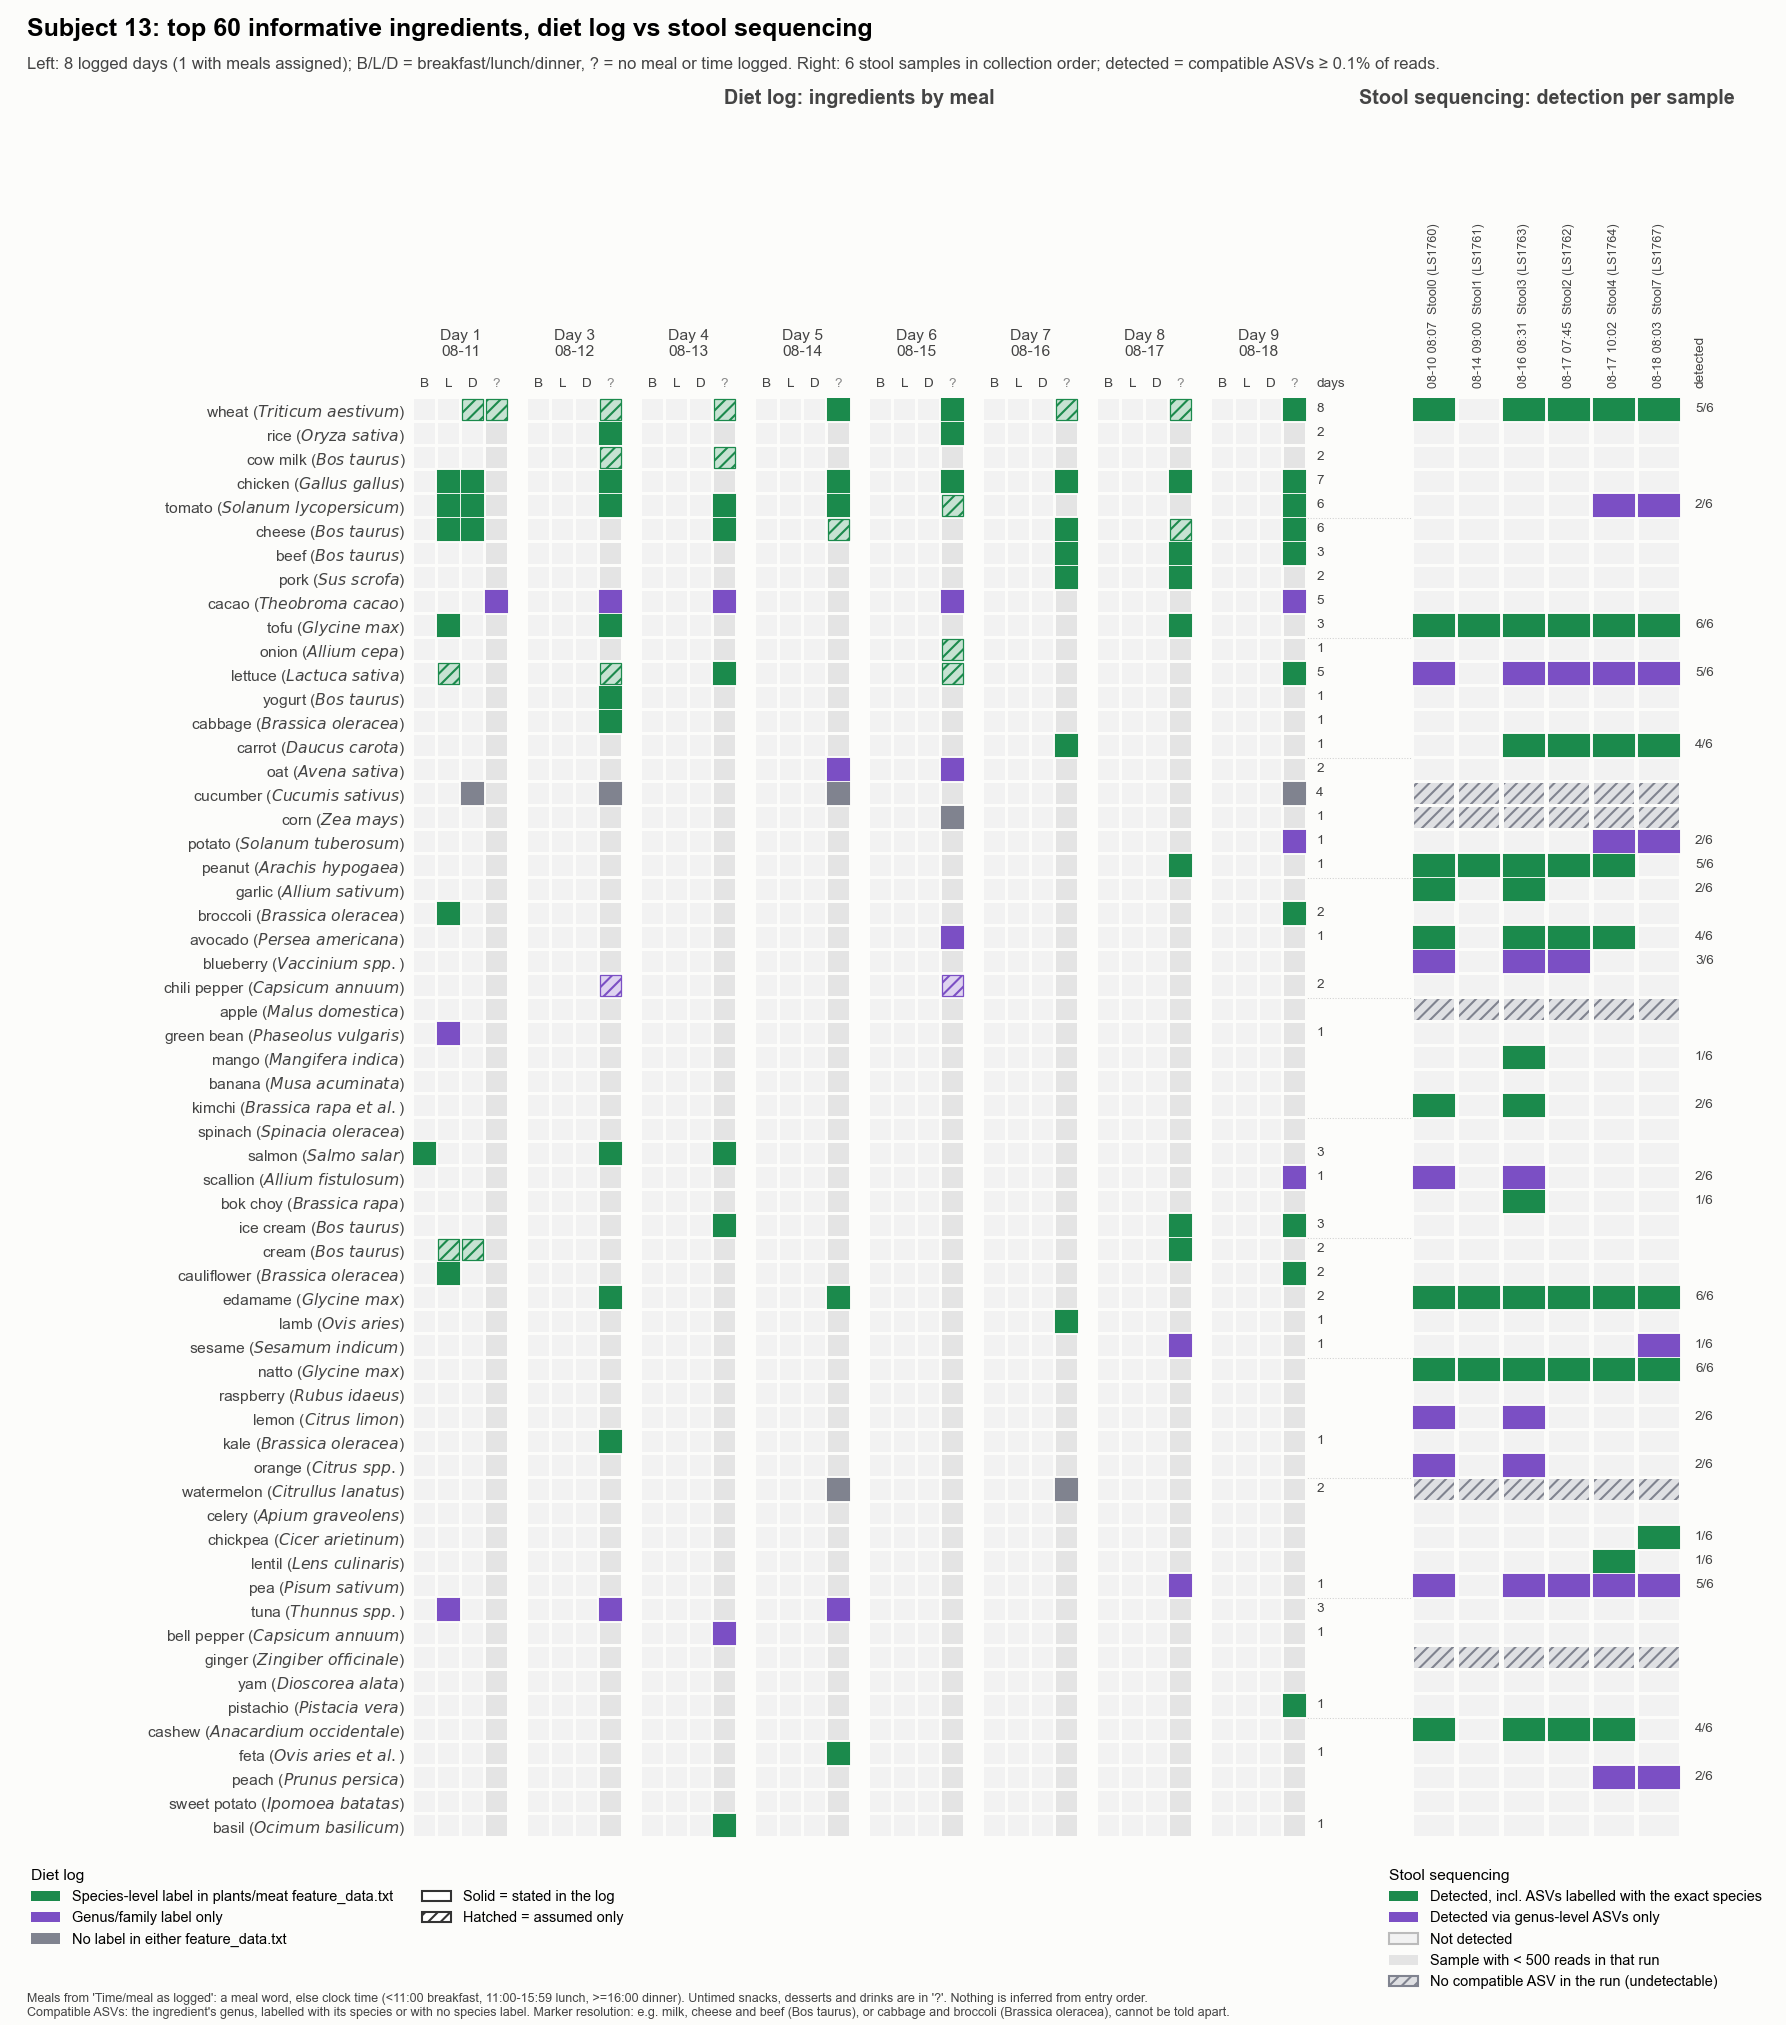 Subject 13: top 60 informative ingredients, diet log vs stool sequencing
Left: 8 logged days (1 with meals assigned); B/L/D = breakfast/lunch/dinner, ? = no meal or time logged. Right: 6 stool samples in collection order; detected = compatible ASVs ≥ 0.1% of reads.
Diet log: ingredients by meal
Stool sequencing: detection per sample
08-10 08:07 Stool0 (LS1760)
08-14 09:00 Stool1 (LS1761)
08-16 08:31 Stool3 (LS1763)
08-17 07:45 Stool2 (LS1762)
08-17 10:02 Stool4 (LS1764)
08-18 08:03 Stool7 (LS1767)
detected
Day 1 Day 3 Day 4 Day 5 Day 6 Day 7 Day 8 Day 9
08-11 08-12 08-13 08-14 08-15 08-16 08-17 08-18
B L D ? B L D ? B L D ? B L D ? B L D ? B L D ? B L D ? B L D ? days
wheat (Triticum aestivum) 8 5/6
rice (Oryza sativa) 2
cow milk (Bos taurus) 2
chicken (Gallus gallus) 7
tomato (Solanum lycopersicum) 6 2/6
cheese (Bos taurus) 6
beef (Bos taurus) 3
pork (Sus scrofa) 2
cacao (Theobroma cacao) 5
tofu (Glycine max) 3 6/6
onion (Allium cepa) 1
lettuce (Lactuca sativa) 5 5/6
yogurt (Bos taurus) 1
cabbage (Brassica oleracea) 1
carrot (Daucus carota) 1 4/6
oat (Avena sativa) 2
cucumber (Cucumis sativus) 4
corn (Zea mays) 1
potato (Solanum tuberosum) 1 2/6
peanut (Arachis hypogaea) 1 5/6
garlic (Allium sativum) 2/6
broccoli (Brassica oleracea) 2
avocado (Persea americana) 1 4/6
blueberry (Vaccinium spp. ) 3/6
chili pepper (Capsicum annuum) 2
apple (Malus domestica)
green bean (Phaseolus vulgaris) 1
mango (Mangifera indica) 1/6
banana (Musa acuminata)
kimchi (Brassica rapa et al. ) 2/6
spinach (Spinacia oleracea)
salmon (Salmo salar) 3
scallion (Allium fistulosum) 1 2/6
bok choy (Brassica rapa) 1/6
ice cream (Bos taurus) 3
cream (Bos taurus) 2
cauliflower (Brassica oleracea) 2
edamame (Glycine max) 2 6/6
lamb (Ovis aries) 1
sesame (Sesamum indicum) 1 1/6
natto (Glycine max) 6/6
raspberry (Rubus idaeus)
lemon (Citrus limon) 2/6
kale (Brassica oleracea) 1
orange (Citrus spp. ) 2/6
watermelon (Citrullus lanatus) 2
celery (Apium graveolens)
chickpea (Cicer arietinum) 1/6
lentil (Lens culinaris) 1/6
pea (Pisum sativum) 1 5/6
tuna (Thunnus spp. ) 3
bell pepper (Capsicum annuum) 1
ginger (Zingiber officinale)
yam (Dioscorea alata)
pistachio (Pistacia vera) 1
cashew (Anacardium occidentale) 4/6
feta (Ovis aries et al. ) 1
peach (Prunus persica) 2/6
sweet potato (Ipomoea batatas)
basil (Ocimum basilicum) 1
Diet log
Species-level label in plants/meat feature_data.txt
Genus/family label only
No label in either feature_data.txt
Solid = stated in the log
Hatched = assumed only
Stool sequencing
Detected, incl. ASVs labelled with the exact species
Detected via genus-level ASVs only
Not detected
Sample with < 500 reads in that run
No compatible ASV in the run (undetectable)
Meals from 'Time/meal as logged': a meal word, else clock time (<11:00 breakfast, 11:00-15:59 lunch, >=16:00 dinner). Untimed snacks, desserts and drinks are in '?'. Nothing is inferred from entry order.
Compatible ASVs: the ingredient's genus, labelled with its species or with no species label. Marker resolution: e.g. milk, cheese and beef (Bos taurus), or cabbage and broccoli (Brassica oleracea), cannot be told apart.